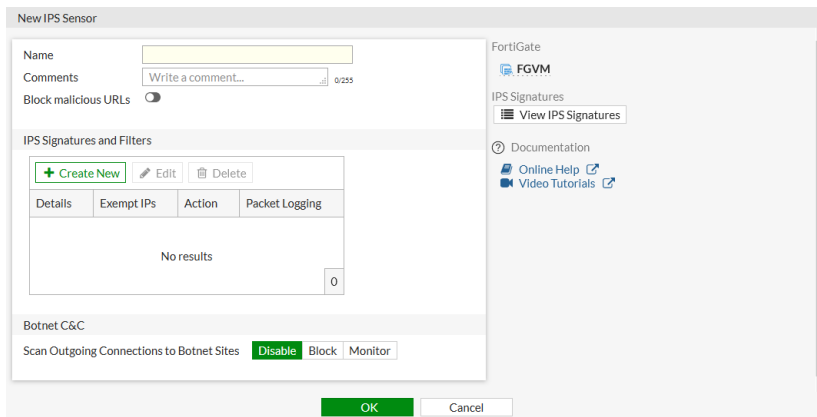 New IPS Sensor
Name
Comments
Write a comment...
0/255
Block malicious URLs
IPS Signatures and Filters
Create New
Edit
Delete
Details Exempt IPs Action Packet Logging
No results
0
Botnet C&C
Scan Outgoing Connections to Botnet Sites Disable Block Monitor
OK Cancel
FortiGate
FGVM
IPS Signatures
View IPS Signatures
Documentation
Online Help
Video Tutorials